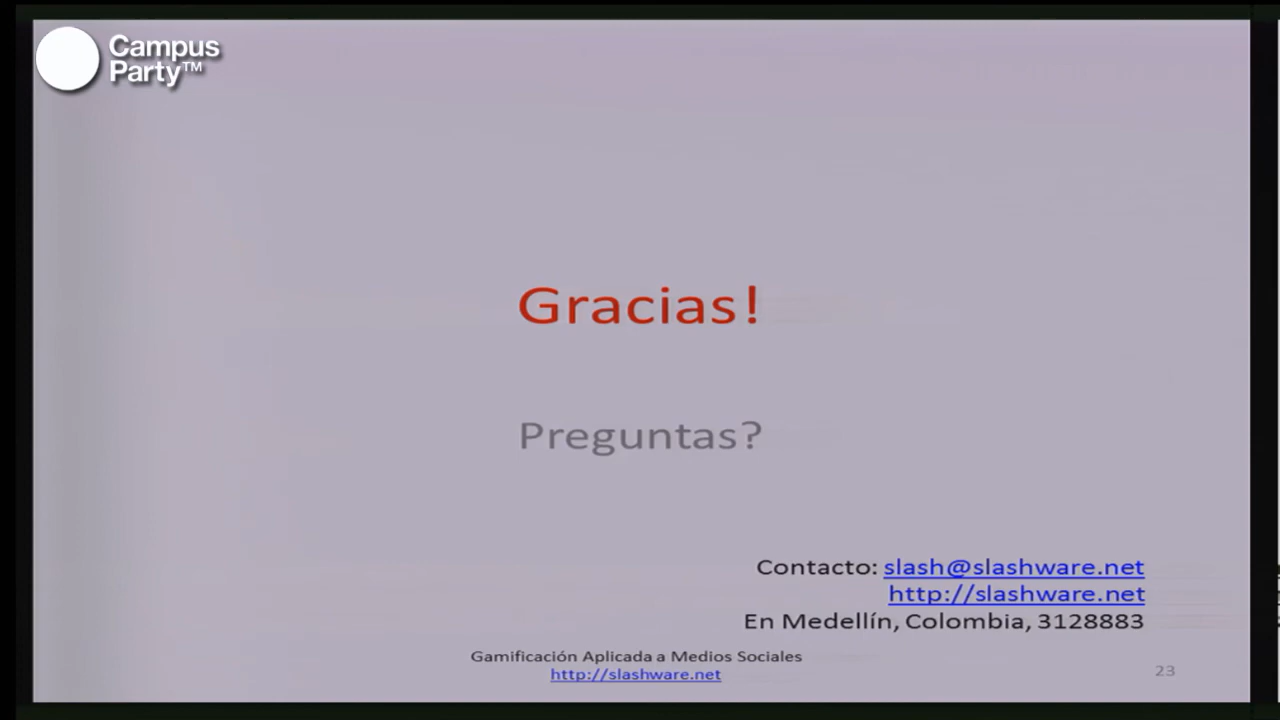 Campus
Party™
Gracias!
Preguntas?
Contacto: slash@slashware.net
http://slashware.net
En Medellín, Colombia, 3128883
Gamificación Aplicada a Medios Sociales
http://slashware.net
23